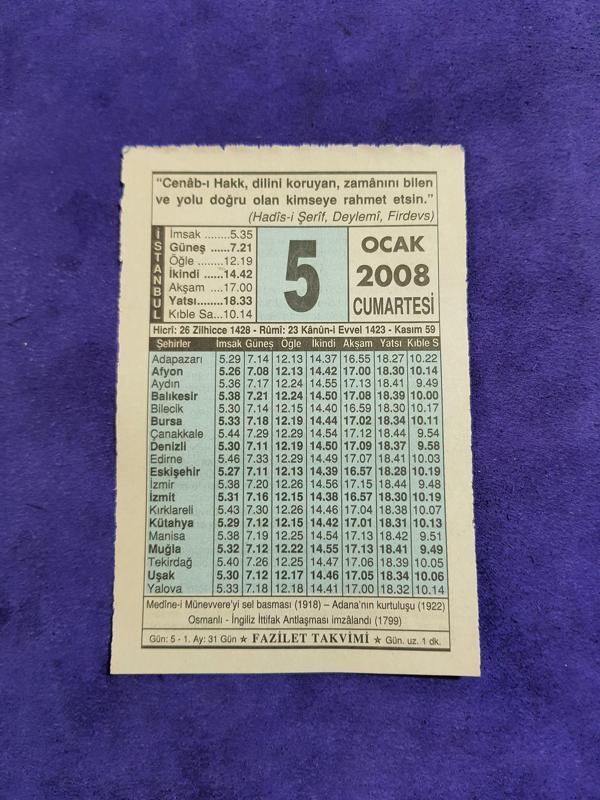 “Cenâb-ı Hakk, dilini koruyan, zamânını bilen
ve yolu doğru olan kimseye rahmet etsin.”
(Hadîs-i Şerîf, Deylemî, Firdevs)
İSTANBUL
İmsak ......5.35
Güneş ......7.21
Öğle ........12.19
İkindi .......14.42
Akşam .....17.00
Yatsı........18.33
Kıble Sa...10.14
5
OCAK
2008
CUMARTESİ
Hicrî: 26 Zilhicce 1428 - Rûmî: 23 Kânûn-i Evvel 1423 - Kasım 59
Şehirler İmsak Güneş Öğle İkindi Akşam Yatsı Kıble S
Adapazarı 5.29 7.14 12.13 14.37 16.55 18.27 10.22
Afyon 5.26 7.08 12.13 14.42 17.00 18.30 10.14
Aydın 5.36 7.17 12.24 14.55 17.13 18.41 9.49
Balıkesir 5.38 7.21 12.24 14.50 17.08 18.39 10.00
Bilecik 5.30 7.14 12.15 14.40 16.59 18.30 10.17
Bursa 5.33 7.18 12.19 14.44 17.02 18.34 10.11
Çanakkale 5.44 7.29 12.29 14.54 17.12 18.44 9.54
Denizli 5.30 7.11 12.19 14.50 17.09 18.37 9.58
Edirne 5.46 7.33 12.29 14.49 17.07 18.41 10.03
Eskişehir 5.27 7.11 12.13 14.39 16.57 18.28 10.19
İzmir 5.38 7.20 12.26 14.56 17.15 18.44 9.48
İzmit 5.31 7.16 12.15 14.38 16.57 18.30 10.19
Kırklareli 5.43 7.30 12.26 14.46 17.04 18.38 10.07
Kütahya 5.29 7.12 12.15 14.42 17.01 18.31 10.13
Manisa 5.38 7.19 12.25 14.54 17.13 18.42 9.51
Muğla 5.32 7.12 12.22 14.55 17.13 18.41 9.49
Tekirdağ 5.40 7.26 12.25 14.47 17.06 18.39 10.05
Uşak 5.30 7.12 12.17 14.46 17.05 18.34 10.06
Yalova 5.33 7.18 12.18 14.41 17.00 18.32 10.14
Medîne-i Münevvere'yi sel basması (1918) – Adana'nın kurtuluşu (1922)
Osmanlı - İngiliz İttifak Antlaşması imzâlandı (1799)
Gün: 5 - 1. Ay: 31 Gün ★ FAZİLET TAKVİMİ ★ Gün. uz. 1 dk.